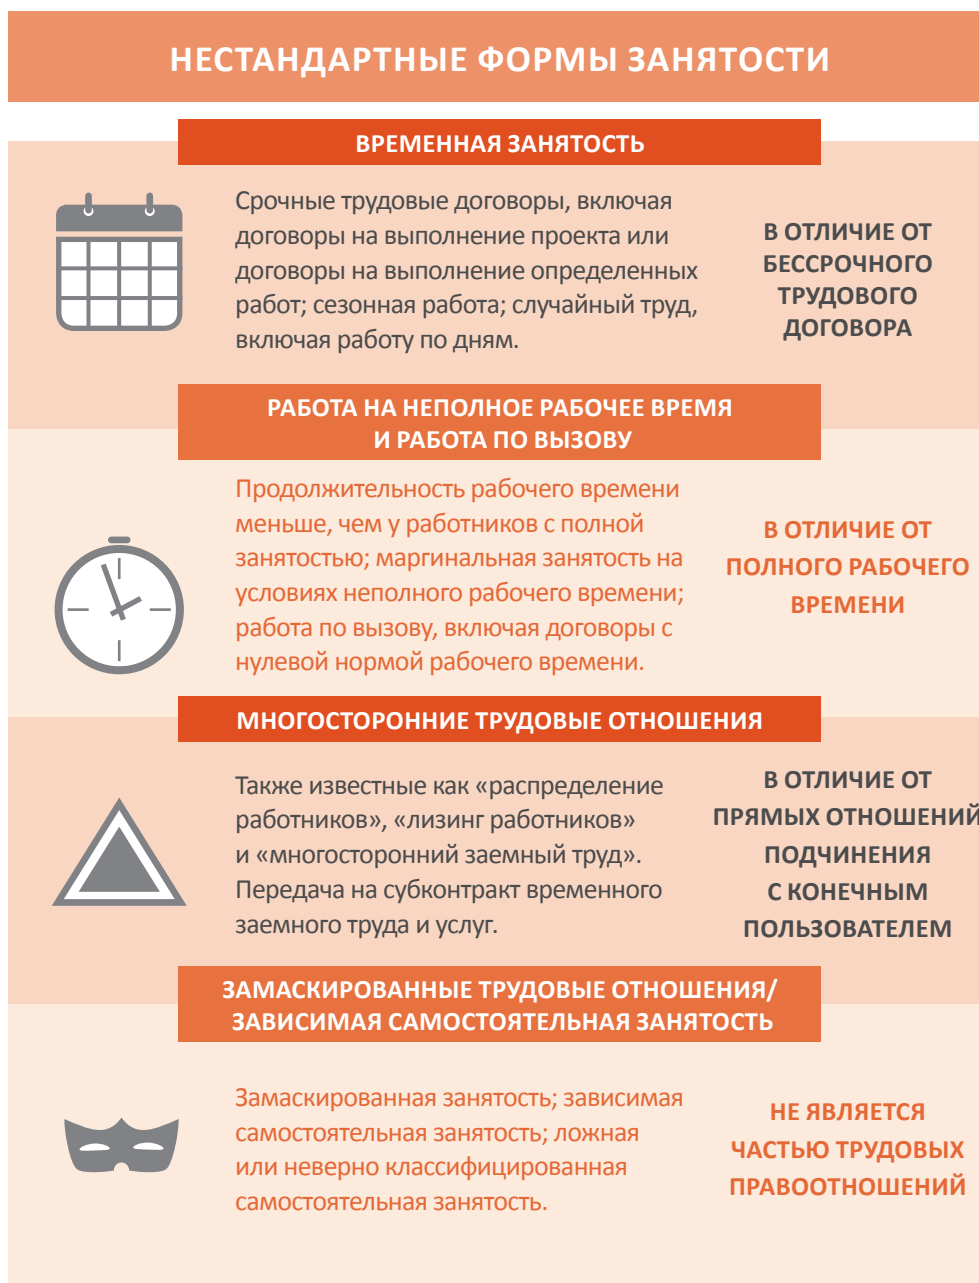 НЕСТАНДАРТНЫЕ ФОРМЫ ЗАНЯТОСТИ
ВРЕМЕННАЯ ЗАНЯТОСТЬ
Срочные трудовые договоры, включая
договоры на выполнение проекта или
договоры на выполнение определенных
работ; сезонная работа; случайный труд,
включая работу по дням.
В ОТЛИЧИЕ ОТ
БЕССРОЧНОГО
ТРУДОВОГО
ДОГОВОРА
РАБОТА НА НЕПОЛНОЕ РАБОЧЕЕ ВРЕМЯ
И РАБОТА ПО ВЫЗОВУ
Продолжительность рабочего времени
меньше, чем у работников с полной
занятостью; маргинальная занятость на
условиях неполного рабочего времени;
работа по вызову, включая договоры с
нулевой нормой рабочего времени.
В ОТЛИЧИЕ ОТ
ПОЛНОГО РАБОЧЕГО
ВРЕМЕНИ
МНОГОСТОРОННИЕ ТРУДОВЫЕ ОТНОШЕНИЯ
Также известные как «распределение
работников», «лизинг работников»
и «многосторонний заемный труд».
Передача на субконтракт временного
заемного труда и услуг.
В ОТЛИЧИЕ ОТ
ПРЯМЫХ ОТНОШЕНИЙ
ПОДЧИНЕНИЯ
С КОНЕЧНЫМ
ПОЛЬЗОВАТЕЛЕМ
ЗАМАСКИРОВАННЫЕ ТРУДОВЫЕ ОТНОШЕНИЯ/
ЗАВИСИМАЯ САМОСТОЯТЕЛЬНАЯ ЗАНЯТОСТЬ
Замаскированная занятость; зависимая
самостоятельная занятость; ложная
или неверно классифицированная
самостоятельная занятость.
НЕ ЯВЛЯЕТСЯ
ЧАСТЬЮ ТРУДОВЫХ
ПРАВООТНОШЕНИЙ